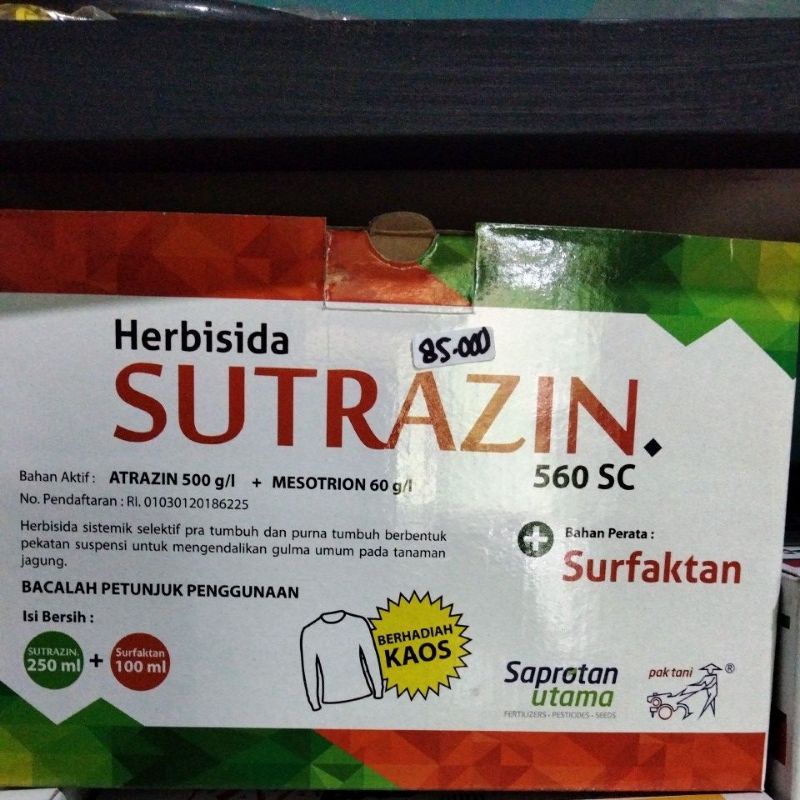 Herbisida
85.000
SUTRAZIN.
560 SC
Bahan Aktif : ATRAZIN 500 g/l + MESOTRION 60 g/l
No. Pendaftaran : RI. 01030120186225
Herbisida sistemik selektif pra tumbuh dan purna tumbuh berbentuk
pekatan suspensi untuk mengendalikan gulma umum pada tanaman
jagung.
BACALAH PETUNJUK PENGGUNAAN
Isi Bersih :
SUTRAZIN.
250 ml
+
Surfaktan
100 ml
+
Bahan Perata :
Surfaktan
BERHADIAH
KAOS
Saprotan
utama
FERTILIZERS • PESTICIDES • SEEDS
pak tani ®